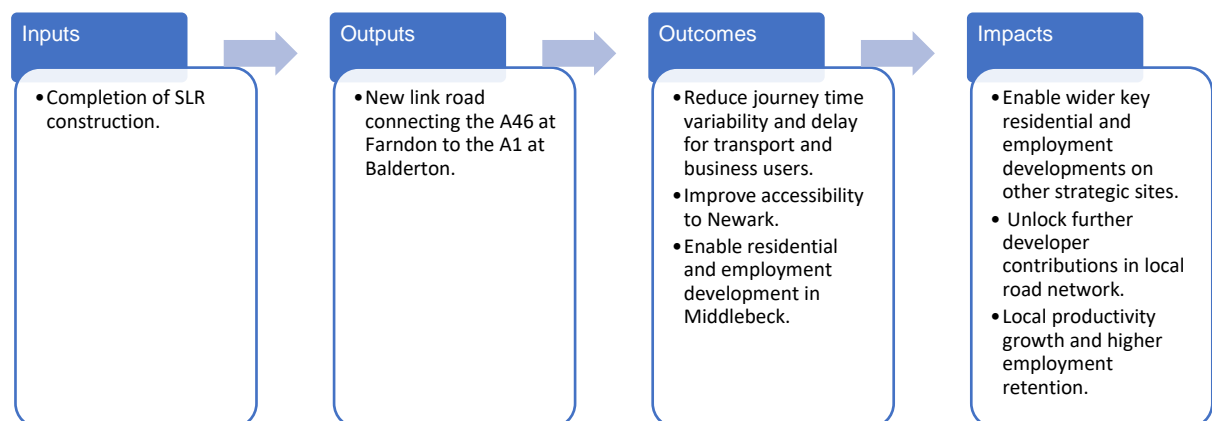 Inputs
•Completion of SLR
construction.
Outputs
•New link road
connecting the A46 at
Farndon to the A1 at
Balderton.
Outcomes
•Reduce journey time
variability and delay
for transport and
business users.
•Improve accessibility
to Newark.
•Enable residential
and employment
development in
Middlebeck.
Impacts
•Enable wider key
residential and
employment
developments on
other strategic sites.
• Unlock further
developer
contributions in local
road network.
•Local productivity
growth and higher
employment
retention.